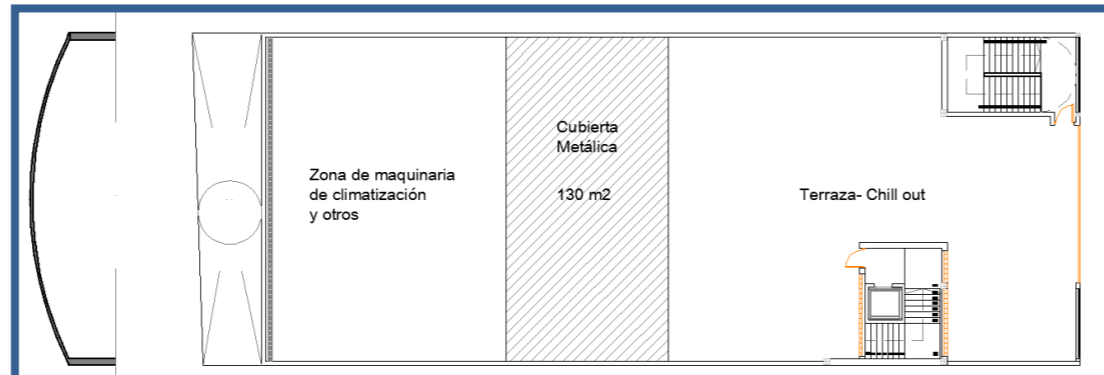 Zona de maquinaria
de climatización
y otros
Cubierta
Metálica
130 m2
Terraza- Chill out